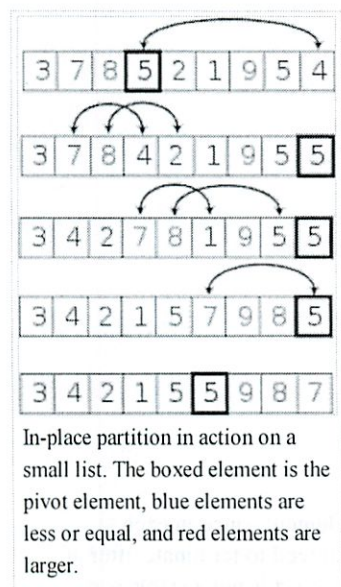 3 7 8 5 2 1 9 5 4
3 7 8 4 2 1 9 5 5
3 4 2 7 8 1 9 5 5
3 4 2 1 5 7 9 8 5
3 4 2 1 5 5 9 8 7
In-place partition in action on a
small list. The boxed element is the
pivot element, blue elements are
less or equal, and red elements are
larger.